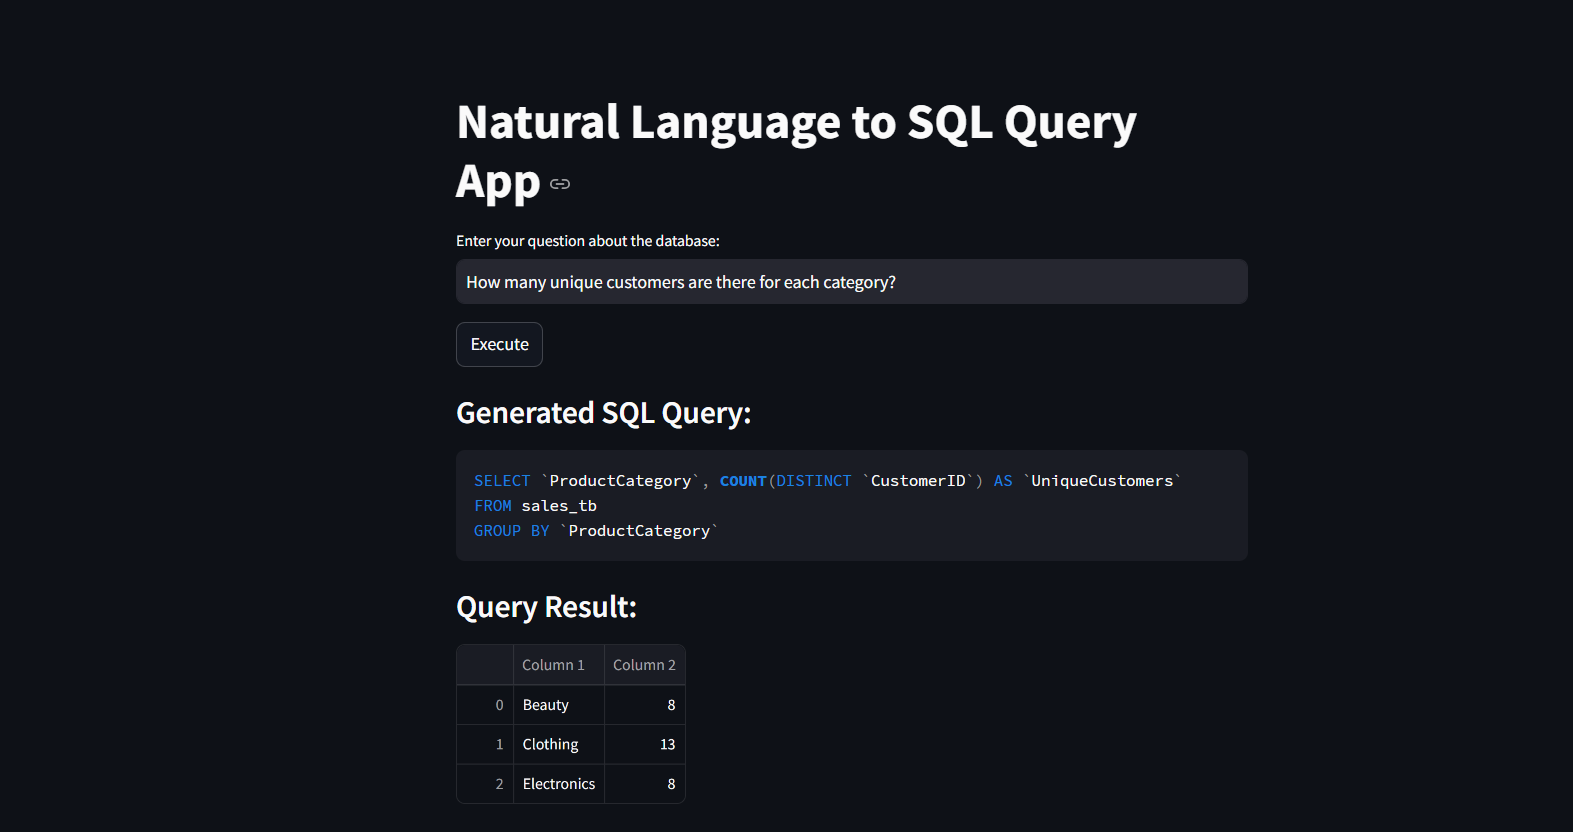 Natural Language to SQL Query
App
Enter your question about the database:
How many unique customers are there for each category?
Execute
Generated SQL Query:
SELECT `ProductCategory`, COUNT(DISTINCT `CustomerID`) AS `UniqueCustomers`
FROM sales_tb
GROUP BY `ProductCategory`
Query Result:
Column 1 Column 2
0 Beauty 8
1 Clothing 13
2 Electronics 8